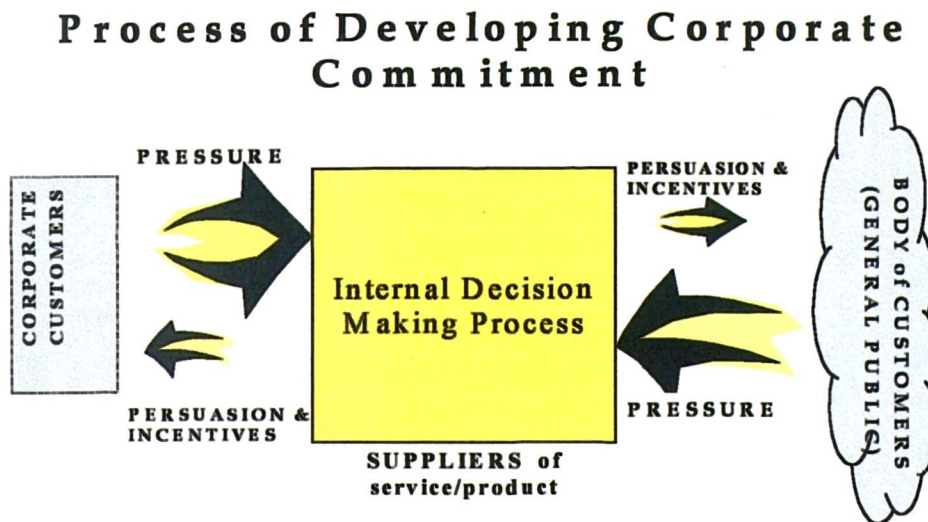 Process of Developing Corporate
Commitment
PRESSURE
CORPORATE
CUSTOMERS
PERSUASION &
INCENTIVES
Internal Decision
Making Process
SUPPLIERS of
service/product
PERSUASION &
INCENTIVES
PRESSURE
BODY of CUSTOMERS
(GENERAL PUBLIC)